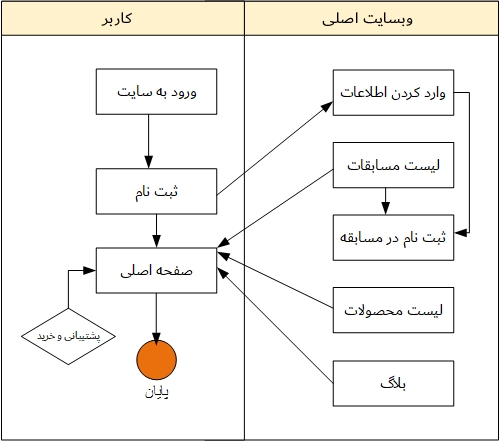 وبسایت اصلی
کاربر
ورود به سایت
ثبت نام
صفحه اصلی
پشتیبانی و خرید
پایان
وارد کردن اطلاعات
لیست مسابقات
ثبت نام در مسابقه
لیست محصولات
بلاگ